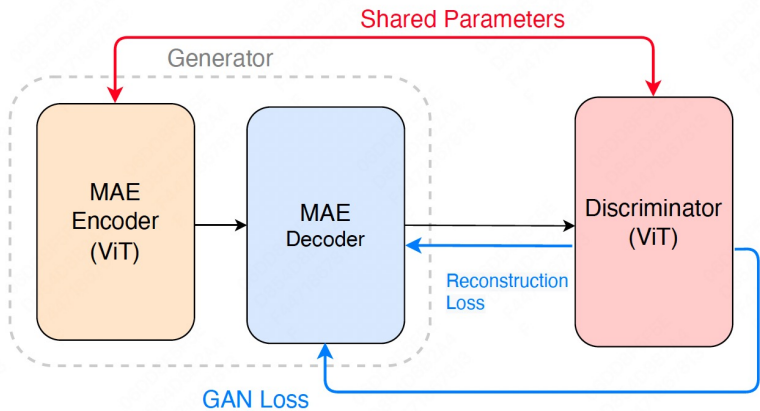 Shared Parameters
Generator
MAE
Encoder
(ViT)
MAE
Decoder
Discriminator
(ViT)
Reconstruction
Loss
GAN Loss